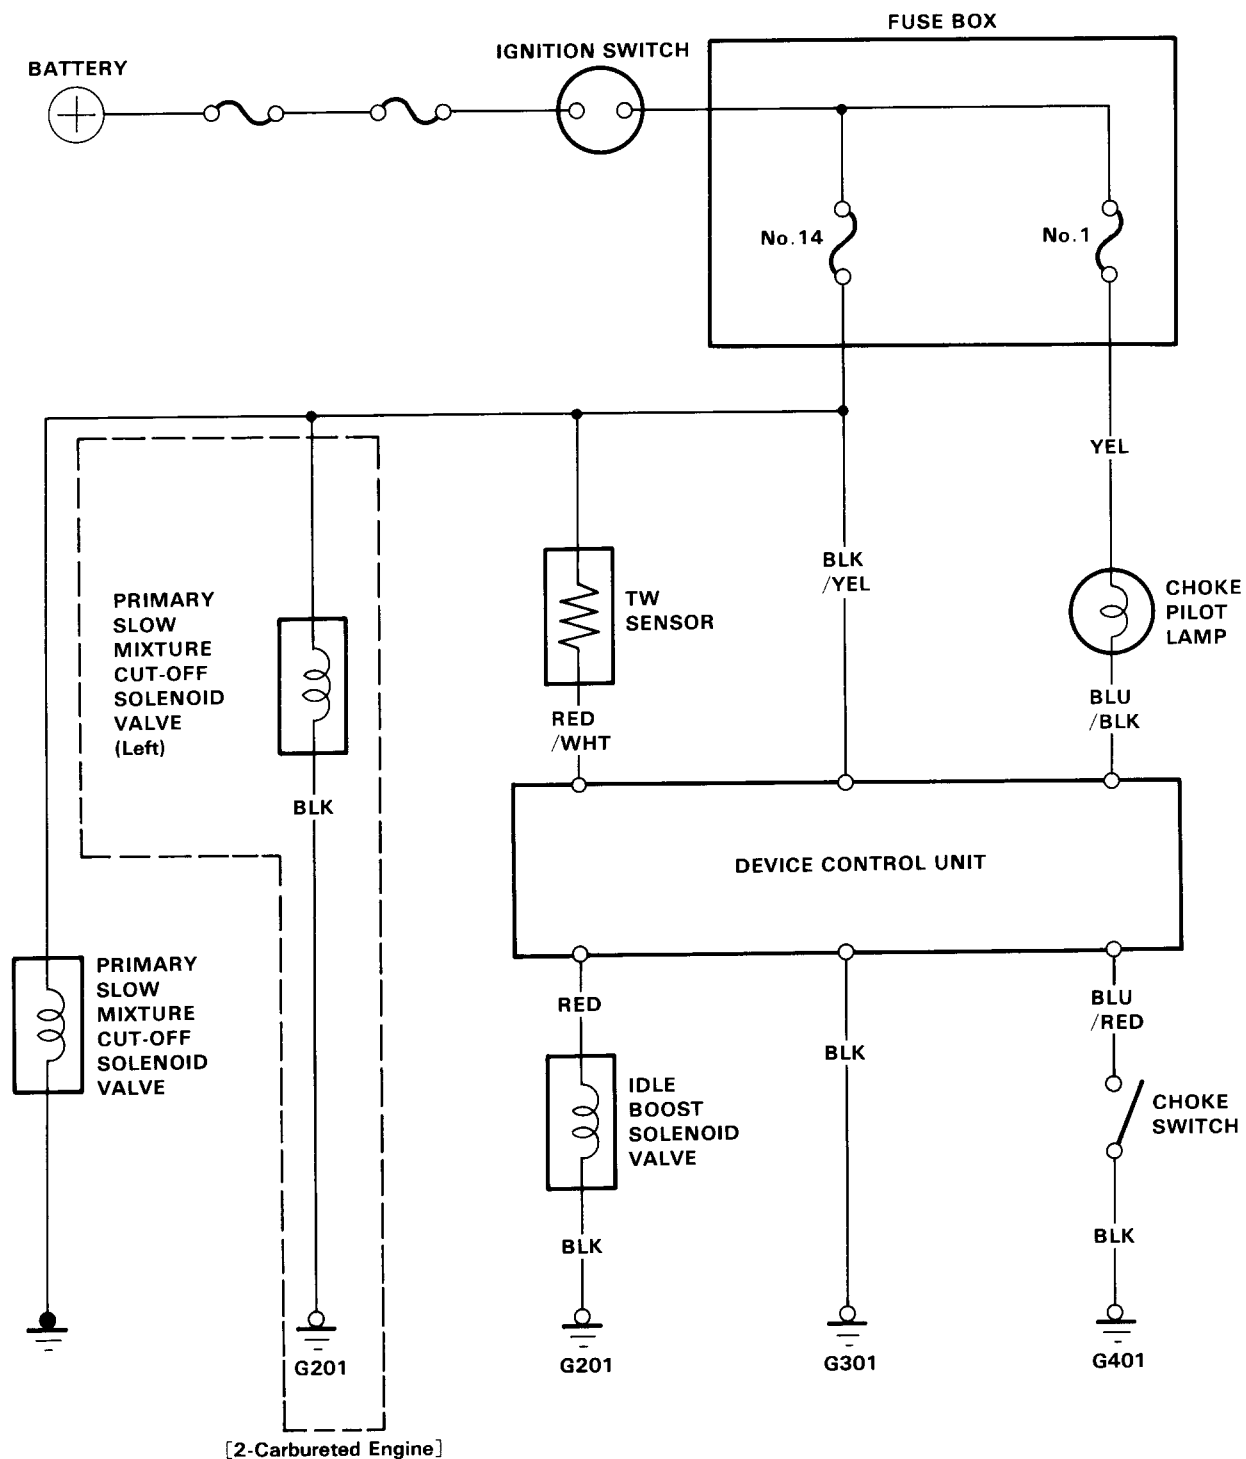 FUSE BOX
IGNITION SWITCH
BATTERY
No.14
No.1
YEL
BLK
/YEL
CHOKE
PILOT
LAMP
PRIMARY
SLOW
MIXTURE
CUT-OFF
SOLENOID
VALVE
(Left)
TW
SENSOR
RED
/WHT
BLU
/BLK
BLK
DEVICE CONTROL UNIT
PRIMARY
SLOW
MIXTURE
CUT-OFF
SOLENOID
VALVE
RED
BLK
BLU
/RED
IDLE
BOOST
SOLENOID
VALVE
CHOKE
SWITCH
BLK
BLK
G201
G201
G301
G401
[2-Carbureted Engine]